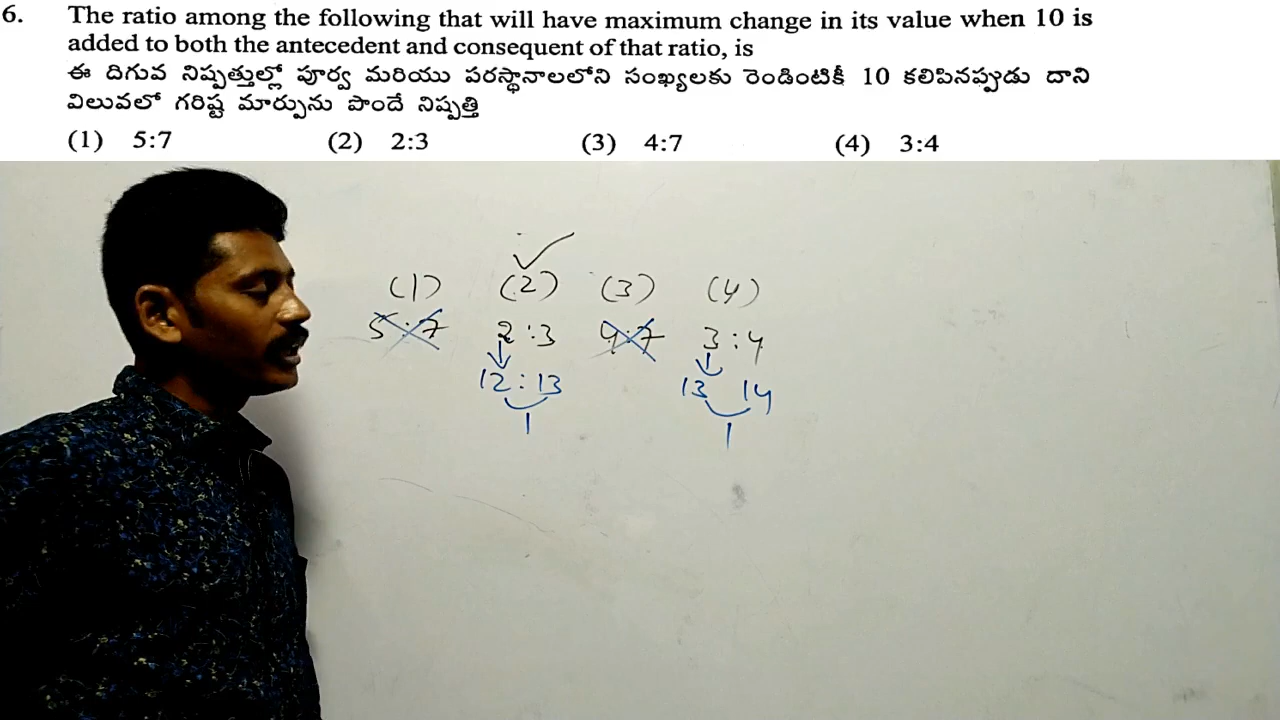 6. The ratio among the following that will have maximum change in its value when 10 is
added to both the antecedent and consequent of that ratio, is
ఈ దిగువ నిష్పత్తుల్లో పూర్వ మరియు పరస్థానాలలోని సంఖ్యలకు రెండింటికీ 10 కలిపినప్పుడు దాని
విలువలో గరిష్ట మార్పును పొందే నిష్పత్తి
(1) 5:7 (2) 2:3 (3) 4:7 (4) 3:4
(1) (2) (3) (4)
5:7 2:3 4:7 3:4
12:13 13 14
1 1